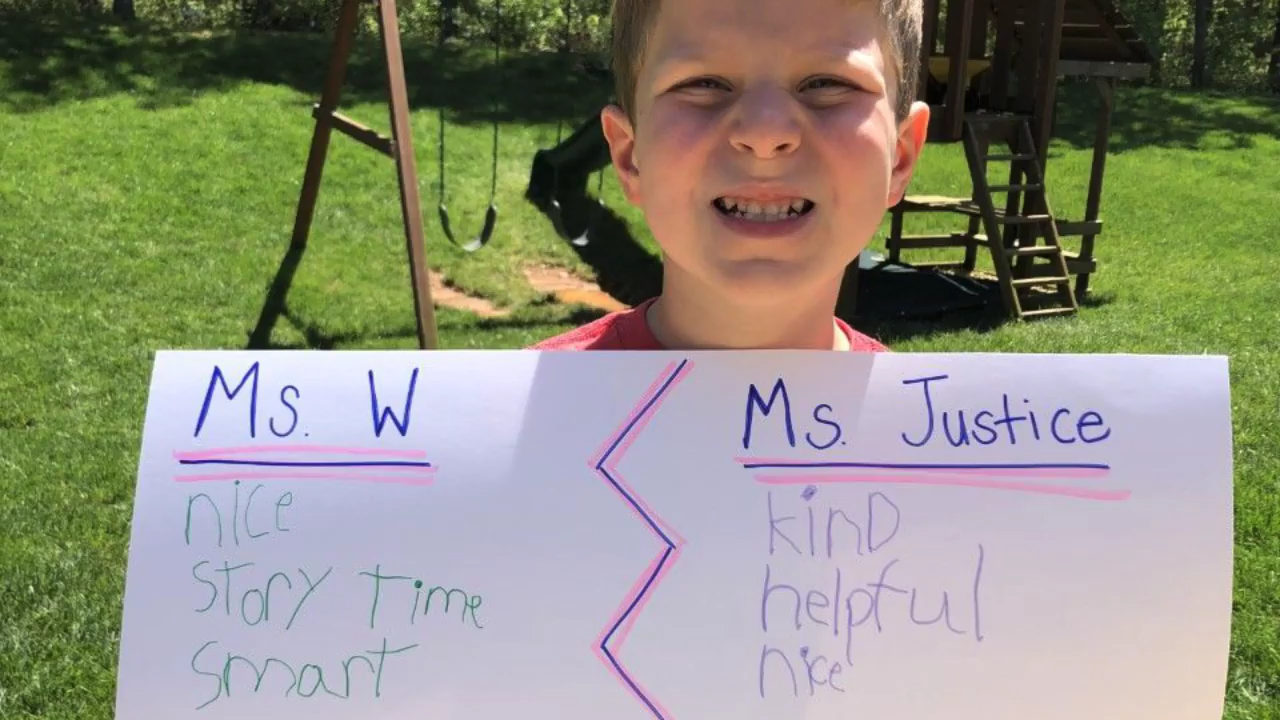 Ms. W
nice
story time
smart
Ms. Justice
kinD
helpful
nice